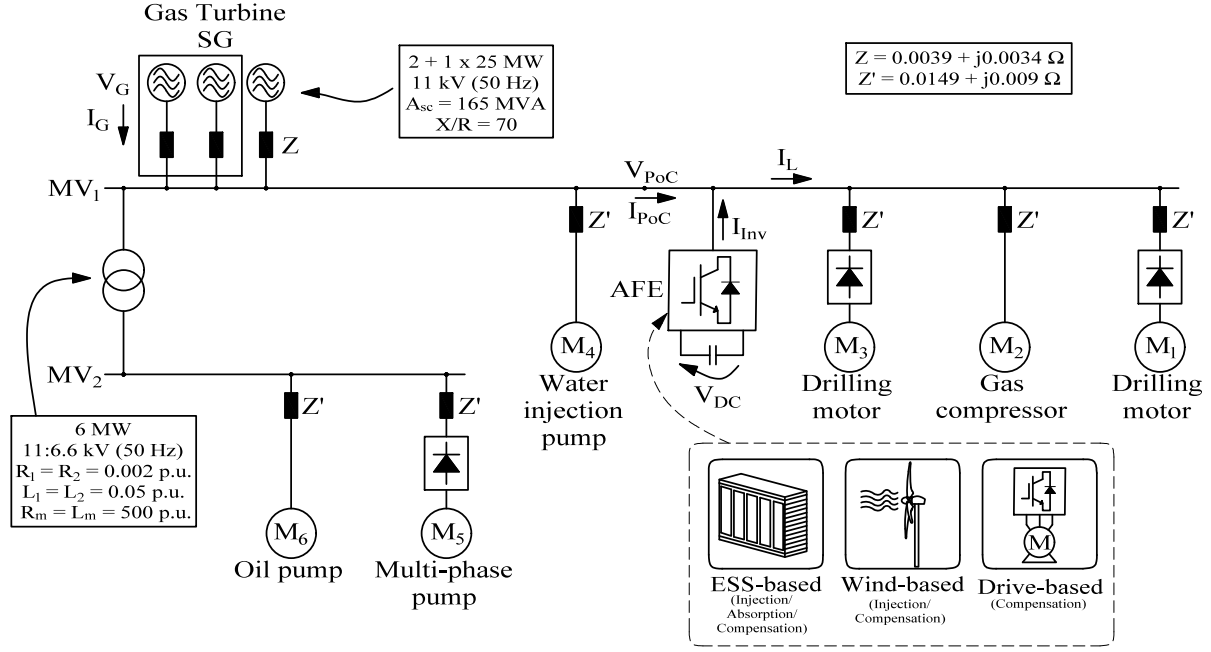 Gas Turbine
SG
V_G
I_G
Z
2 + 1 x 25 MW
11 kV (50 Hz)
A_sc = 165 MVA
X/R = 70
Z = 0.0039 + j0.0034 Ω
Z' = 0.0149 + j0.009 Ω
MV_1
V_PoC
I_PoC
I_L
Z'
I_Inv
Z'
Z'
Z'
AFE
M_4
Water
injection
pump
V_DC
M_3
Drilling
motor
M_2
Gas
compressor
M_1
Drilling
motor
MV_2
6 MW
11:6.6 kV (50 Hz)
R_1 = R_2 = 0.002 p.u.
L_1 = L_2 = 0.05 p.u.
R_m = L_m = 500 p.u.
Z'
Z'
M_6
Oil pump
M_5
Multi-phase
pump
ESS-based
(Injection/
Absorption/
Compensation)
Wind-based
(Injection/
Compensation)
M
Drive-based
(Compensation)